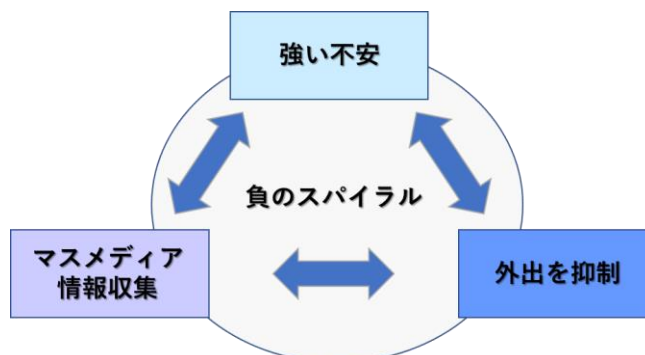 強い不安
負のスパイラル
マスメディア
情報収集
外出を抑制